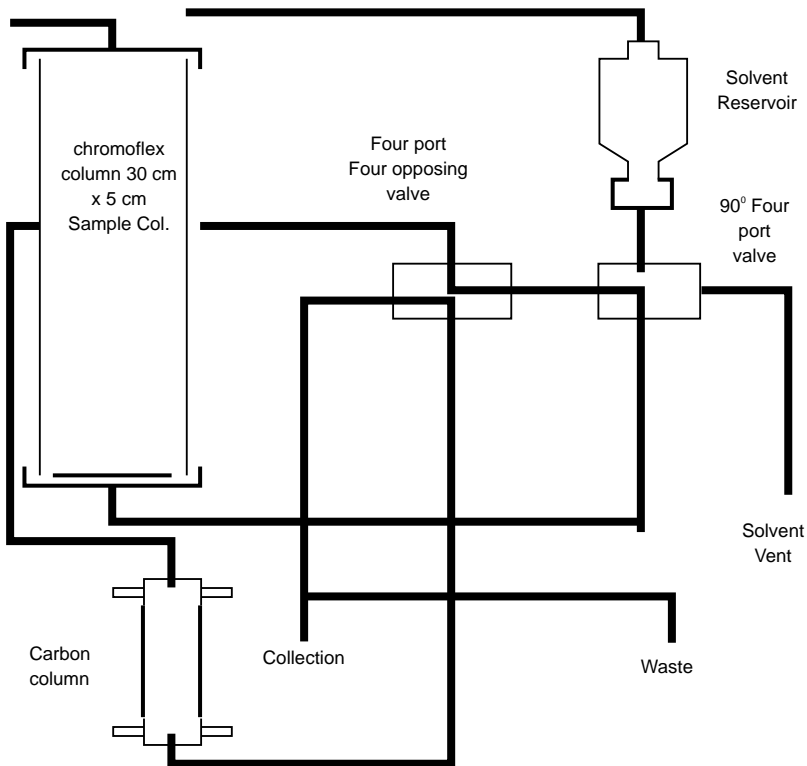 chromoflex
column 30 cm
x 5 cm
Sample Col.
Four port
Four opposing
valve
Solvent
Reservoir
90⁰ Four
port
valve
Solvent
Vent
Carbon
column
Collection
Waste